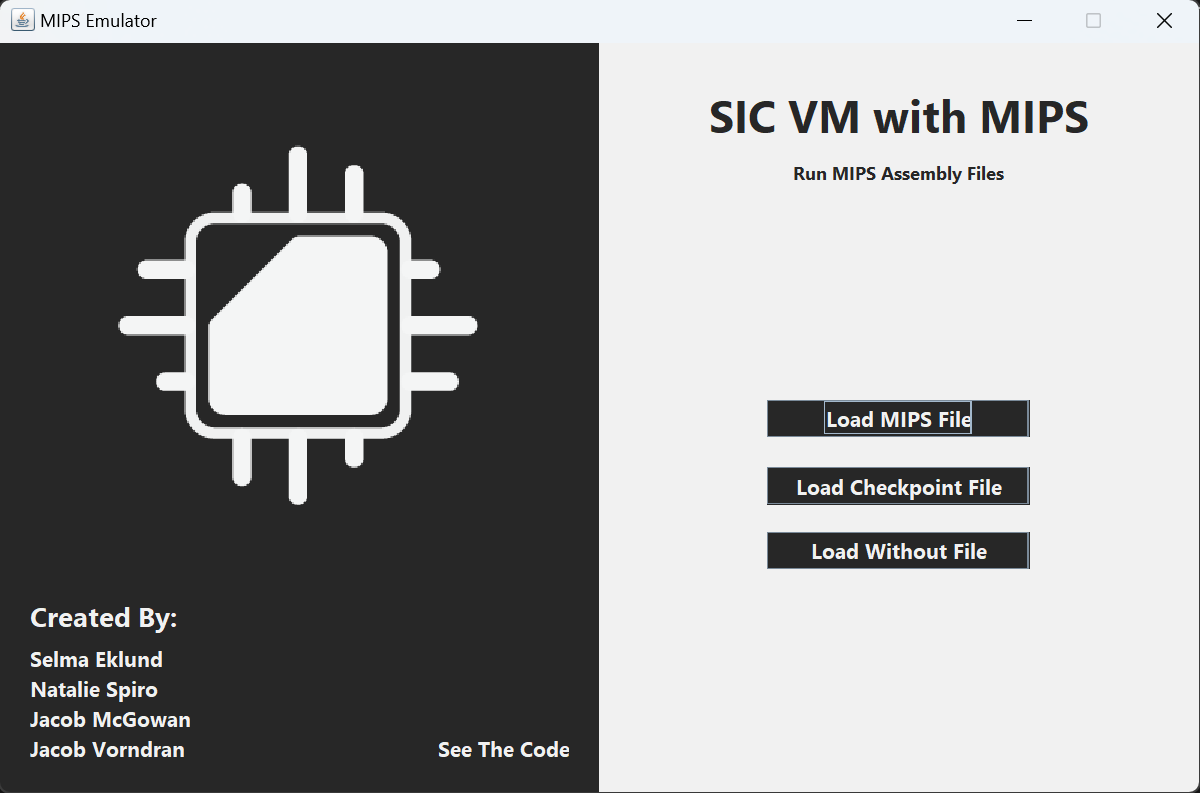 MIPS Emulator
Created By:
Selma Eklund
Natalie Spiro
Jacob McGowan
Jacob Vorndran
See The Code
SIC VM with MIPS
Run MIPS Assembly Files
Load MIPS File
Load Checkpoint File
Load Without File